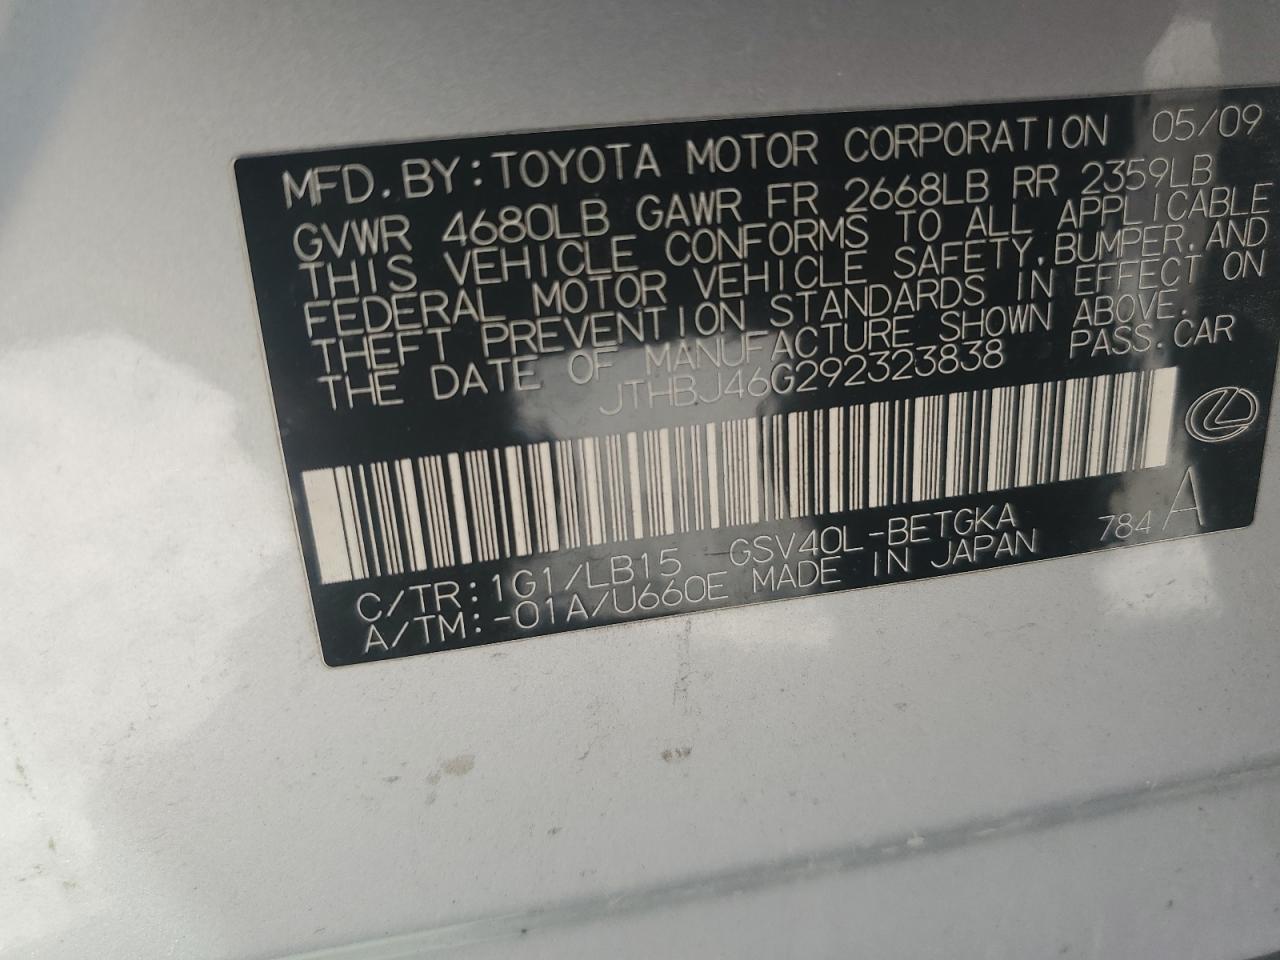 MFD. BY: TOYOTA MOTOR CORPORATION 05/09
GVWR 4680LB GAWR FR 2668LB RR 2359LB
THIS VEHICLE CONFORMS TO ALL APPLICABLE
FEDERAL MOTOR VEHICLE SAFETY, BUMPER, AND
THEFT PREVENTION STANDARDS IN EFFECT ON
THE DATE OF MANUFACTURE SHOWN ABOVE.
JTHBJ46G292323838 PASS. CAR
C/TR: 1G1/LB15 GSV40L-BETGKA 784 A
A/TM: -01A/U660E MADE IN JAPAN